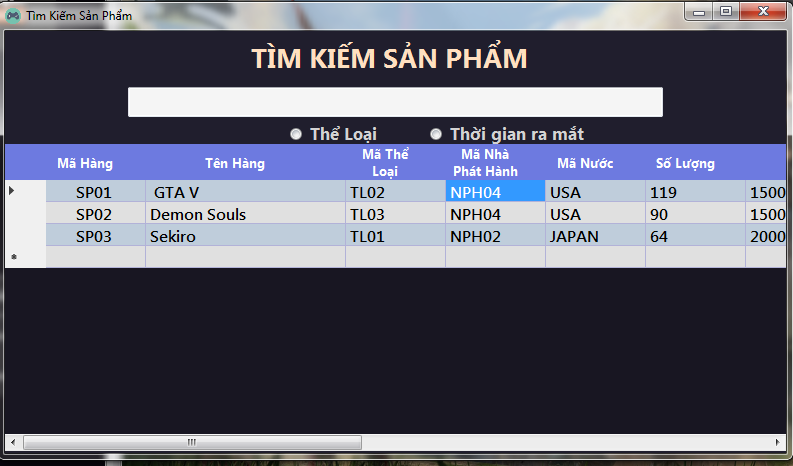 Tìm Kiếm Sản Phẩm
TÌM KIẾM SẢN PHẨM
Thể Loại Thời gian ra mắt
Mã Hàng Tên Hàng Mã Thể Loại Mã Nhà Phát Hành Mã Nước Số Lượng
SP01 GTA V TL02 NPH04 USA 119 1500
SP02 Demon Souls TL03 NPH04 USA 90 1500
SP03 Sekiro TL01 NPH02 JAPAN 64 2000